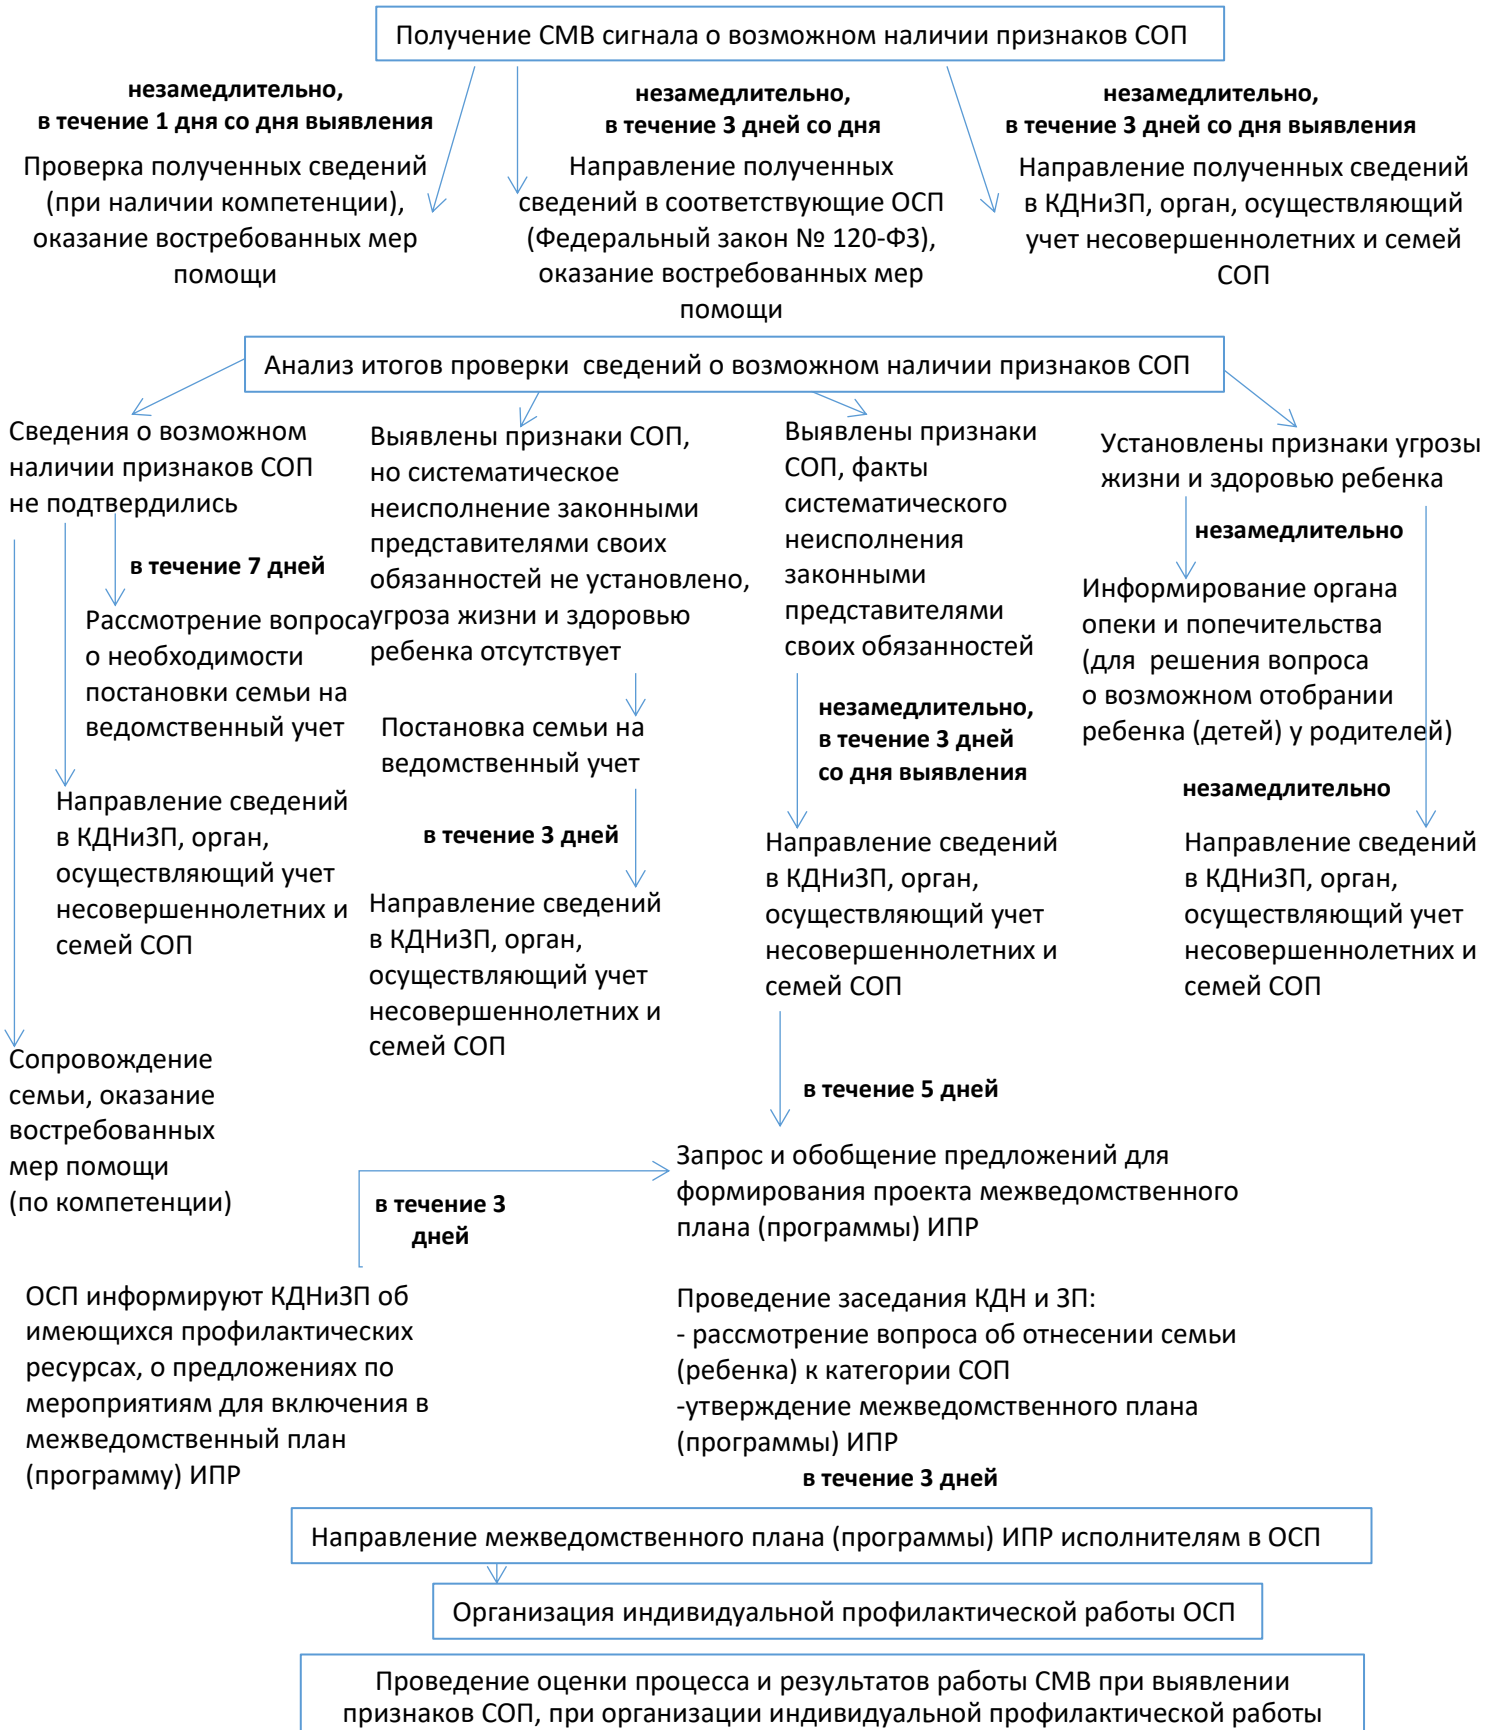 Получение СМВ сигнала о возможном наличии признаков СОП
незамедлительно,
в течение 1 дня со дня выявления
Проверка полученных сведений
(при наличии компетенции),
оказание востребованных мер
помощи
незамедлительно,
в течение 3 дней со дня
Направление полученных
сведений в соответствующие ОСП
(Федеральный закон № 120-ФЗ),
оказание востребованных мер
помощи
незамедлительно,
в течение 3 дней со дня выявления
Направление полученных сведений
в КДНиЗП, орган, осуществляющий
учет несовершеннолетних и семей
СОП
Анализ итогов проверки сведений о возможном наличии признаков СОП
Сведения о возможном
наличии признаков СОП
не подтвердились
в течение 7 дней
Рассмотрение вопроса
о необходимости
постановки семьи на
ведомственный учет
Направление сведений
в КДНиЗП, орган,
осуществляющий учет
несовершеннолетних и
семей СОП
Сопровождение
семьи, оказание
востребованных
мер помощи
(по компетенции)
Выявлены признаки СОП,
но систематическое
неисполнение законными
представителями своих
обязанностей не установлено,
угроза жизни и здоровью
ребенка отсутствует
Постановка семьи на
ведомственный учет
в течение 3 дней
Направление сведений
в КДНиЗП, орган,
осуществляющий учет
несовершеннолетних и
семей СОП
Выявлены признаки
СОП, факты
систематического
неисполнения
законными
представителями
своих обязанностей
незамедлительно,
в течение 3 дней
со дня выявления
Направление сведений
в КДНиЗП, орган,
осуществляющий учет
несовершеннолетних и
семей СОП
Установлены признаки угрозы
жизни и здоровью ребенка
незамедлительно
Информирование органа
опеки и попечительства
(для решения вопроса
о возможном отобрании
ребенка (детей) у родителей)
незамедлительно
Направление сведений
в КДНиЗП, орган,
осуществляющий учет
несовершеннолетних и
семей СОП
в течение 5 дней
Запрос и обобщение предложений для
формирования проекта межведомственного
плана (программы) ИПР
в течение 3
дней
ОСП информируют КДНиЗП об
имеющихся профилактических
ресурсах, о предложениях по
мероприятиям для включения в
межведомственный план
(программу) ИПР
Проведение заседания КДН и ЗП:
- рассмотрение вопроса об отнесении семьи
(ребенка) к категории СОП
-утверждение межведомственного плана
(программы) ИПР
в течение 3 дней
Направление межведомственного плана (программы) ИПР исполнителям в ОСП
Организация индивидуальной профилактической работы ОСП
Проведение оценки процесса и результатов работы СМВ при выявлении
признаков СОП, при организации индивидуальной профилактической работы